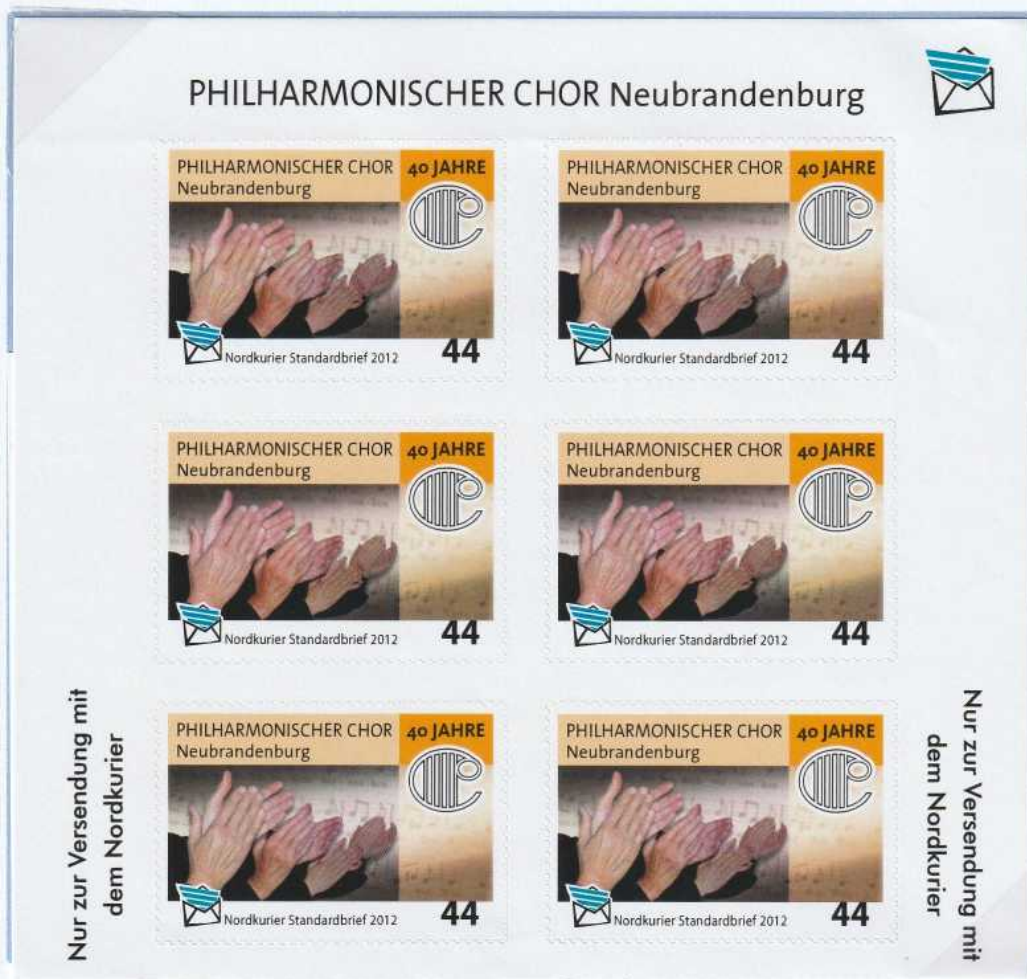 PHILHARMONISCHER CHOR Neubrandenburg
PHILHARMONISCHER CHOR 40 JAHRE
Neubrandenburg
Nordkurier Standardbrief 2012 44
PHILHARMONISCHER CHOR 40 JAHRE
Neubrandenburg
Nordkurier Standardbrief 2012 44
PHILHARMONISCHER CHOR 40 JAHRE
Neubrandenburg
Nordkurier Standardbrief 2012 44
PHILHARMONISCHER CHOR 40 JAHRE
Neubrandenburg
Nordkurier Standardbrief 2012 44
PHILHARMONISCHER CHOR 40 JAHRE
Neubrandenburg
Nordkurier Standardbrief 2012 44
PHILHARMONISCHER CHOR 40 JAHRE
Neubrandenburg
Nordkurier Standardbrief 2012 44
Nur zur Versendung mit
dem Nordkurier
Nur zur Versendung mit
dem Nordkurier